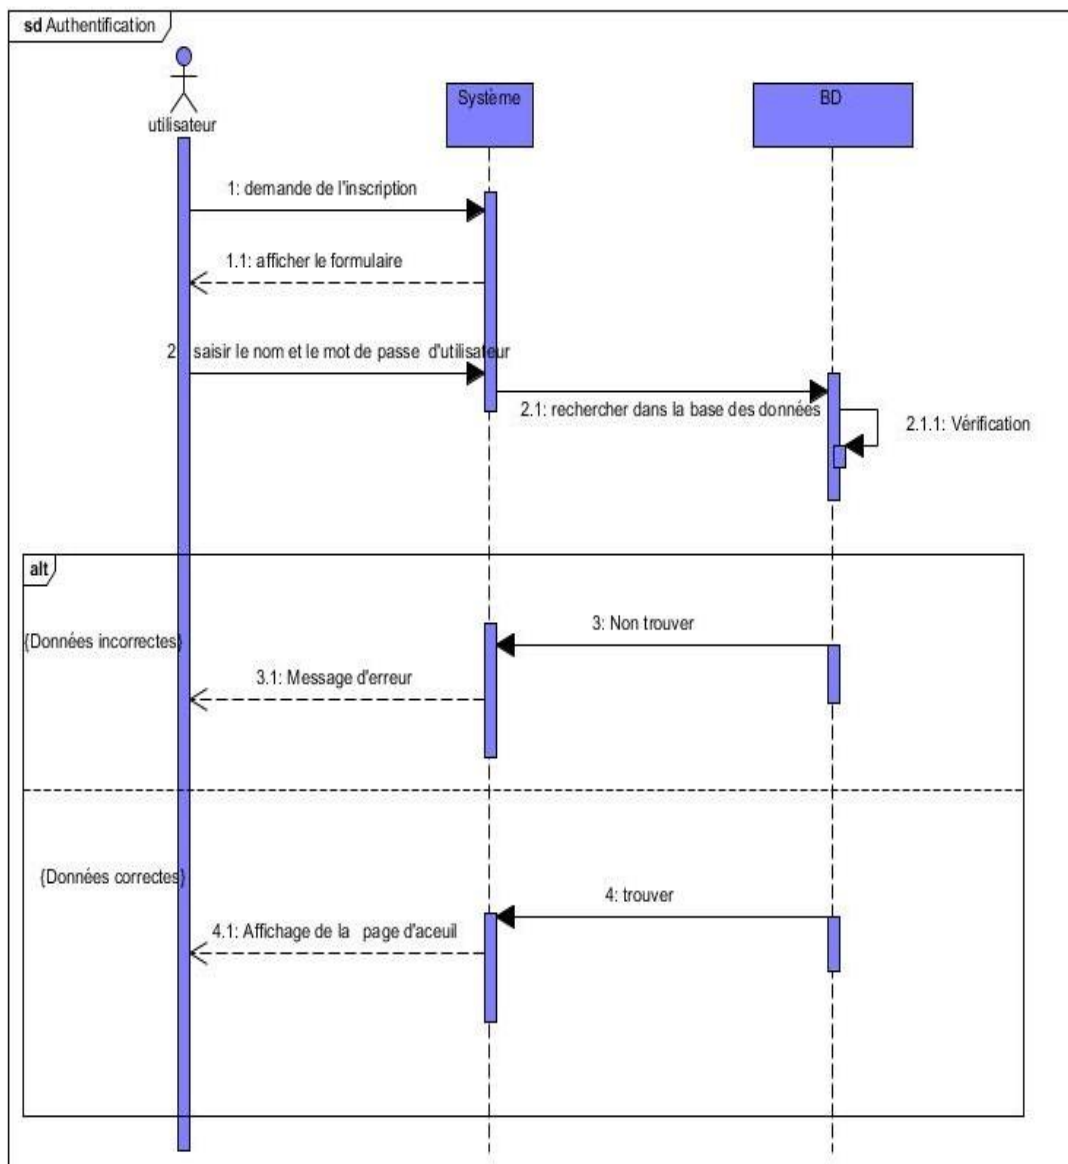 sd Authentification
utilisateur
Système
BD
1: demande de l'inscription
1.1: afficher le formulaire
2: saisir le nom et le mot de passe d'utilisateur
2.1: rechercher dans la base des données
2.1.1: Vérification
alt
{Données incorrectes}
3: Non trouver
3.1: Message d'erreur
{Données correctes}
4: trouver
4.1: Affichage de la page d'aceuil